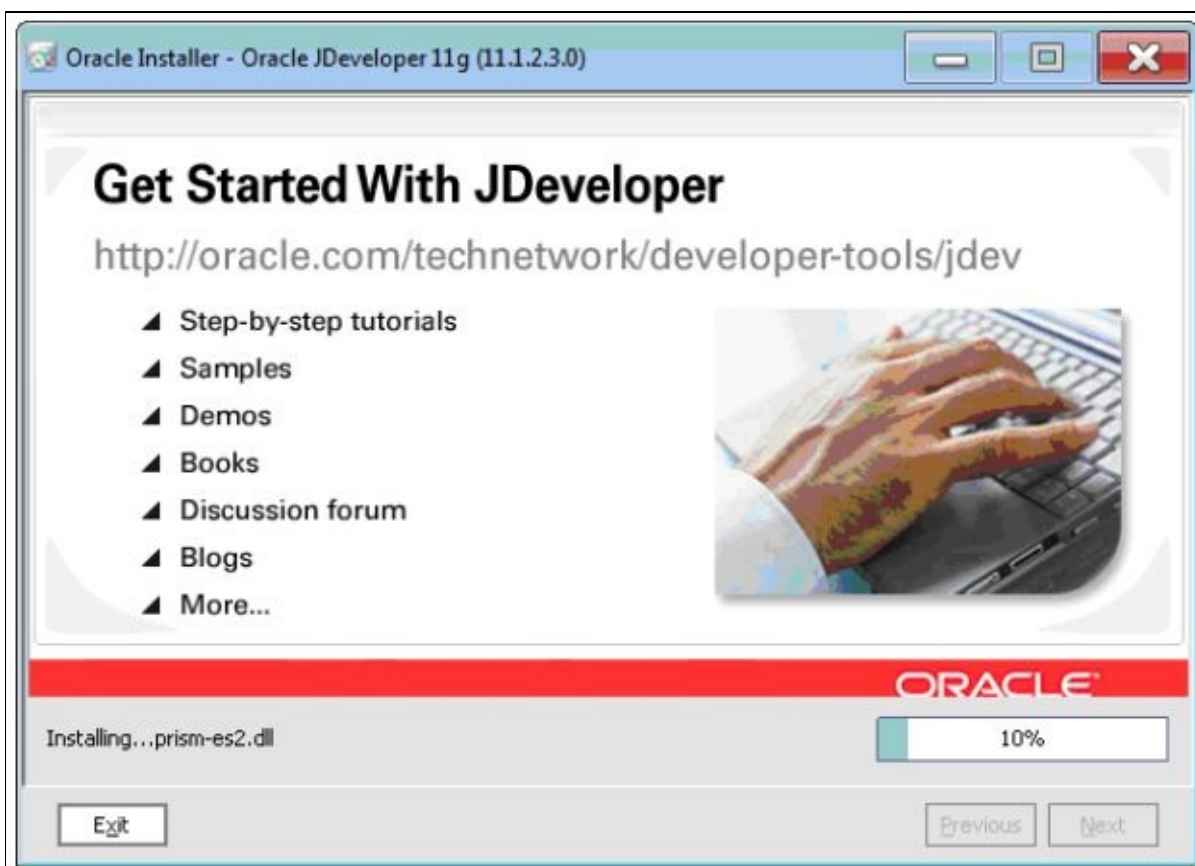 Oracle Installer - Oracle JDeveloper 11g (11.1.2.3.0)
Get Started With JDeveloper
http://oracle.com/technetwork/developer-tools/jdev
Step-by-step tutorials
Samples
Demos
Books
Discussion forum
Blogs
More...
ORACLE
Installing...prism-es2.dll
10%
Exit
Previous
Next